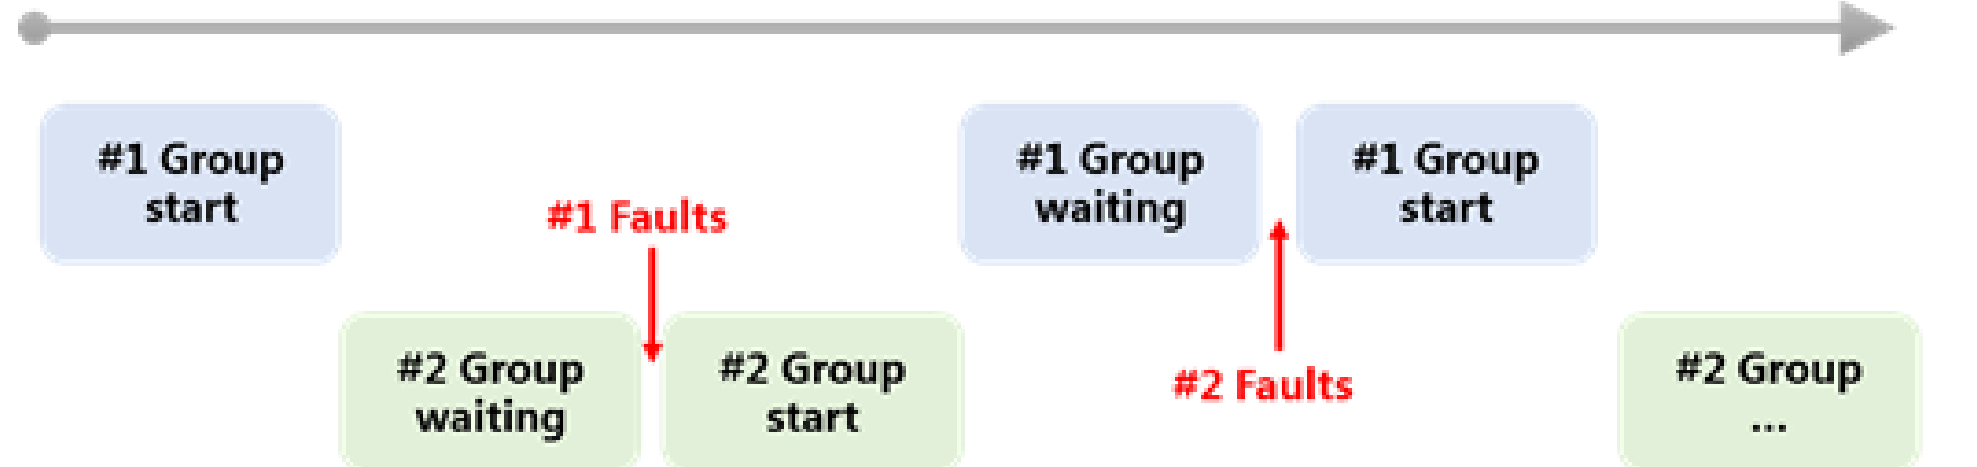 #1 Group
start
#1 Faults
#2 Group
waiting
#2 Group
start
#1 Group
waiting
#1 Group
start
#2 Faults
#2 Group
...